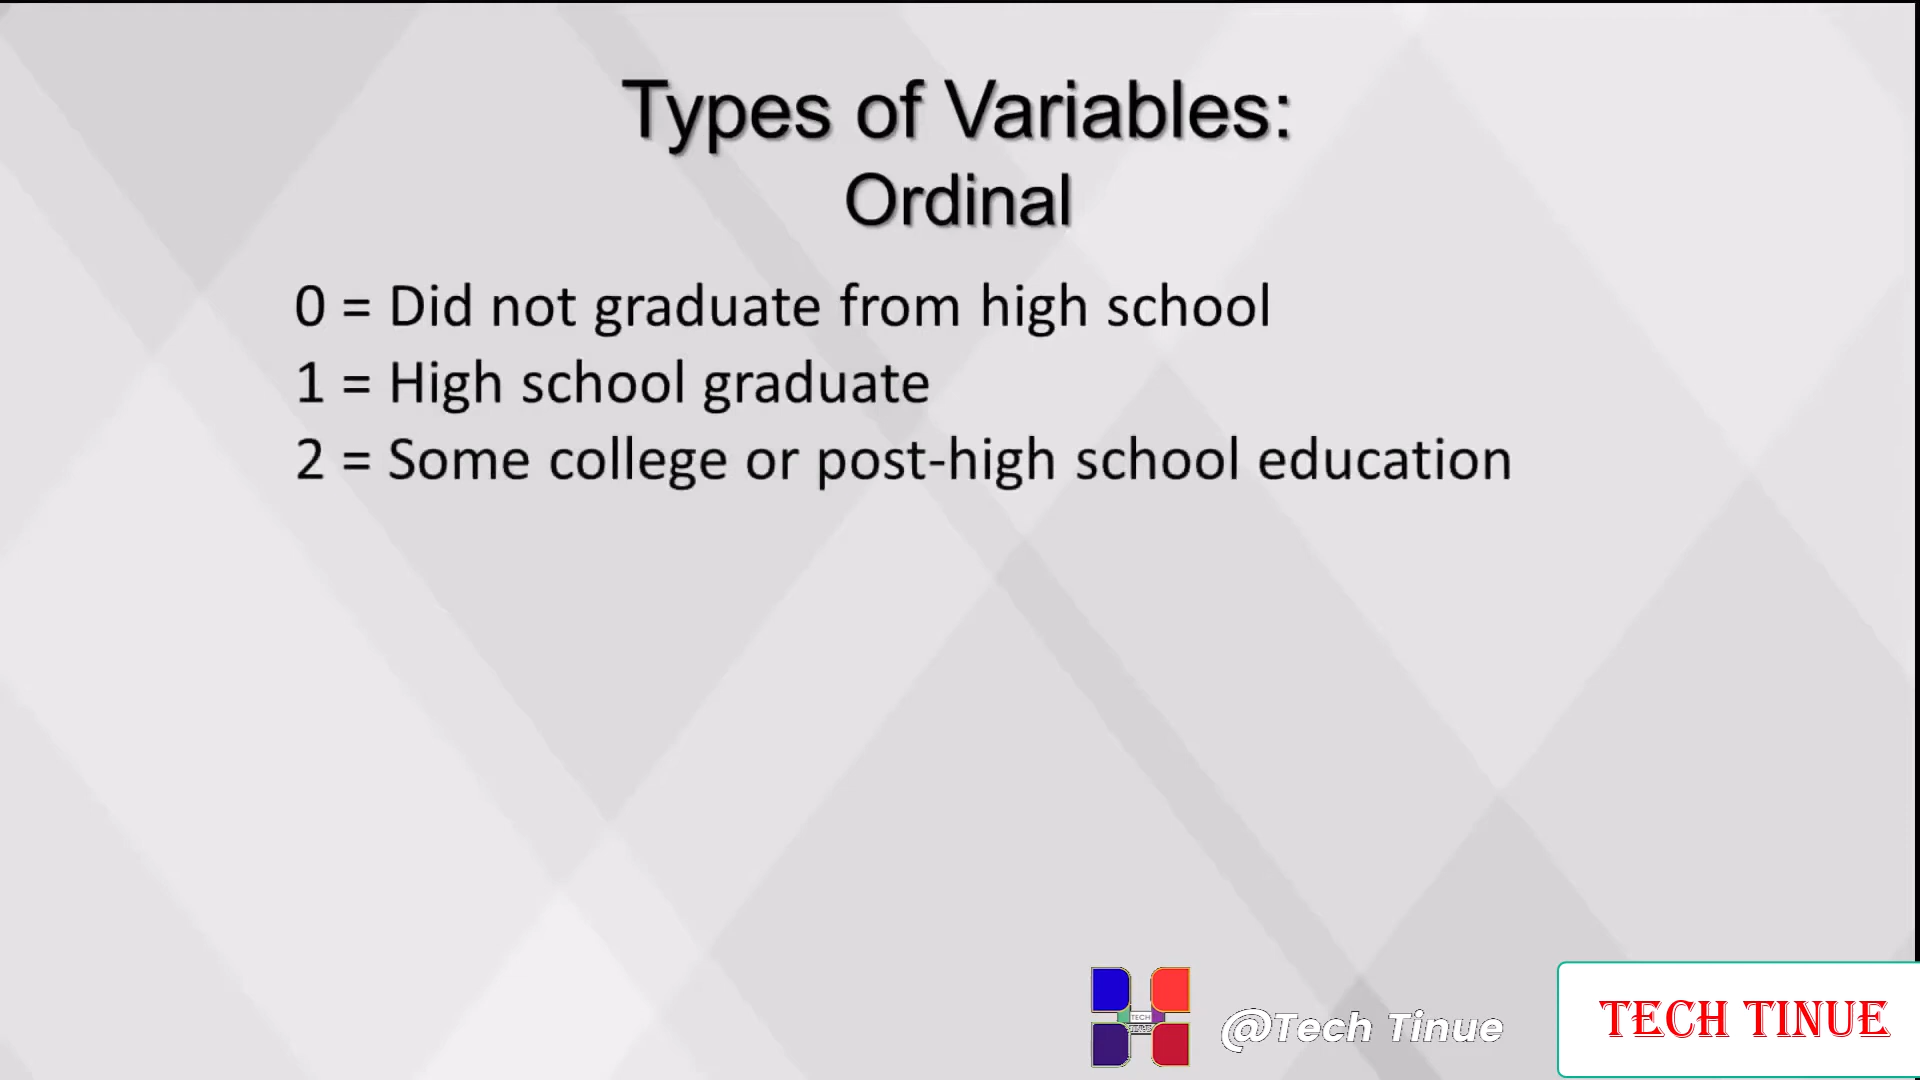 Types of Variables:
Ordinal
0 = Did not graduate from high school
1 = High school graduate
2 = Some college or post-high school education
TECH
@Tech Tinue
TECH TINUE